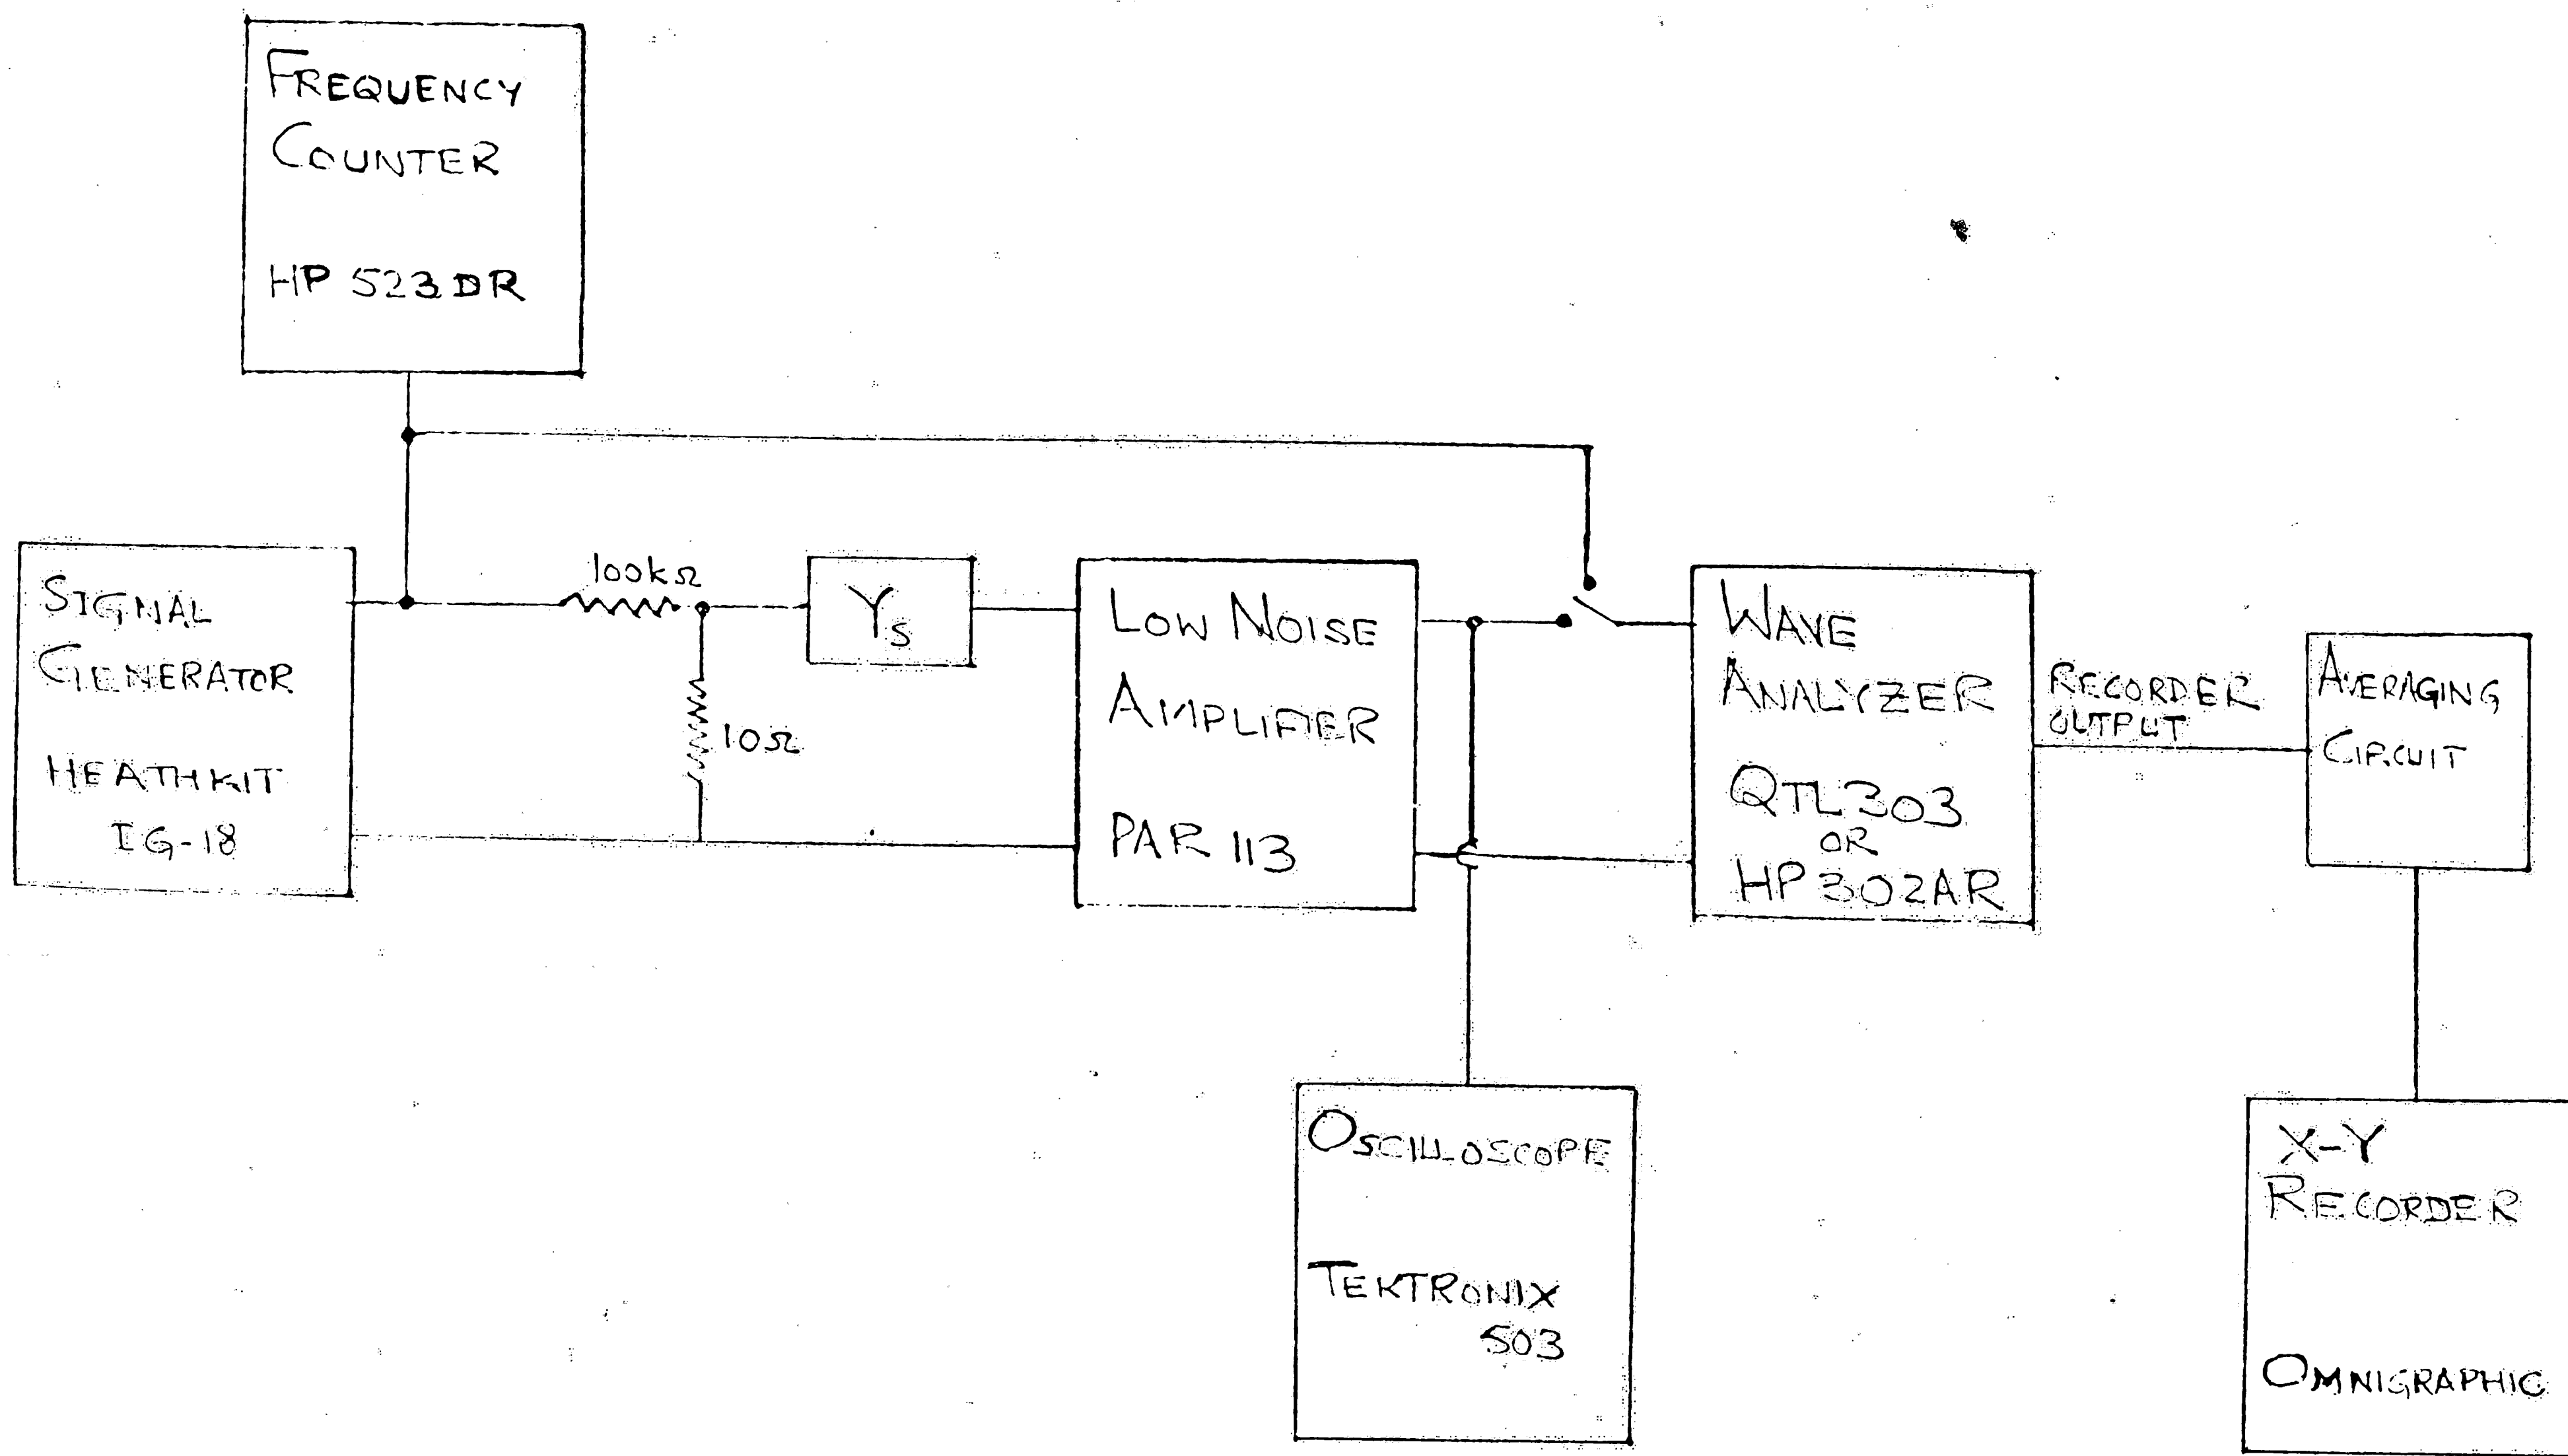 FREQUENCY
COUNTER
HP 523DR
SIGNAL
GENERATOR
HEATHKIT
IG-18
100kΩ
10Ω
YS
LOW NOISE
AMPLIFIER
PAR 113
WAVE
ANALYZER
QTL303
OR
HP302AR
RECORDER
OUTPUT
AVERAGING
CIRCUIT
OSCILLOSCOPE
TEKTRONIX
503
X-Y
RECORDER
OMNIGRAPHIC